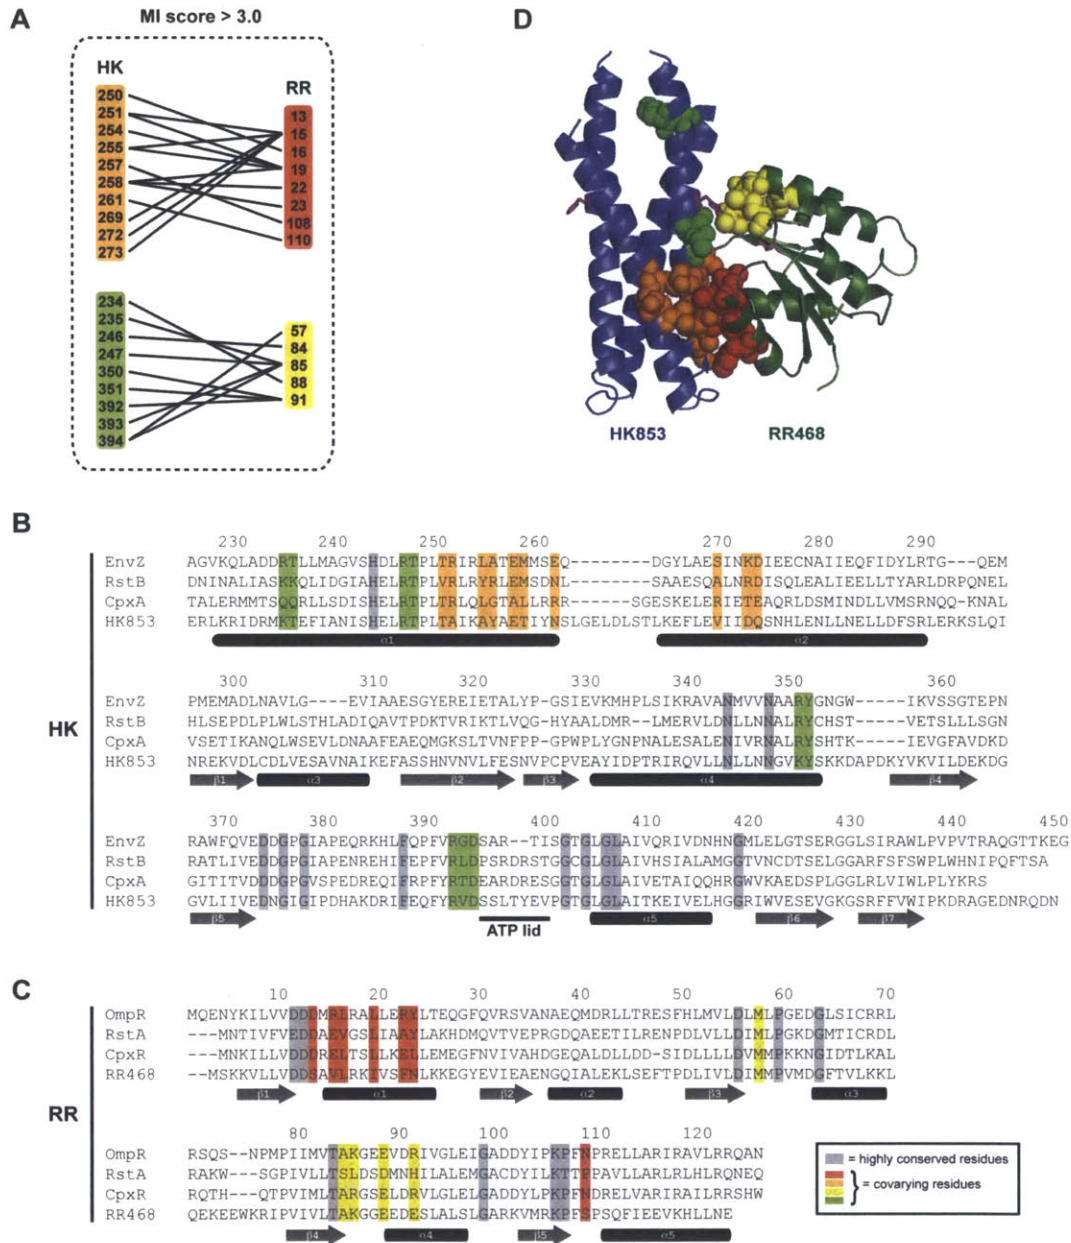 A
MI score > 3.0
HK
RR
250
251
254
255
257
258
261
269
272
273
13
15
16
19
22
23
108
110
234
235
246
247
350
351
392
393
394
57
84
85
88
91
D
HK853
RR468
B
HK
230 240 250 262 270 280 290
EnvZ AGVKQLADDRTLLMAGVSHDLRTPLTRIRLATEMMSEQ---------DGYLAESINKDIEECNAIIEQFIDYLRTG---QEM
RstB DNINALIASKKQLIDGIAHELRTPLVRLRYRLEMSDNL---------SAAESQALNRDISQLEALIEELLTYARLDRPQNEL
CpxA TALERMMTSQQRLLSDISHELRTPLTRLQLGTALLRRR------SGESKELERIETEAQRLDSMINDLLVMSRNQQ-KNAL
HK853 ERLKRIDRMKTEFIANISHELRTPLTAIKAYAETIYNSLGELDLSTLKEFLEVIIDQSNHLENLLNELLDFSRLERKSLQI
α1 α2
300 310 320 330 340 350 360
EnvZ PMEMADLNAVLG----EVIAAESGYEREIETALYP-GSIEVKMHPLSIKRAVANMVVNAARYGNGW-----IKVSSGTEPN
RstB HLSEPDLPLWLSTHLADIQAVTPDKTVRIKTLVQG-HYAALDMR--LMERVLDNLLNNALRYCHST-----VETSLLLSGN
CpxA VSETIKANQLWSEVLDNAAFEAEQMGKSLTVNFPP-GPWPLYGNPNALESALENIVRNALRYSHTK-----IEVGFAVDKD
HK853 NREKVDLCDLVESAVNAIKEFASSHNVNVLFESNVPCPVEAYIDPTRIRQVLLNLLNNGVKYSKKDAPDKYVKVILDEKDG
β1 α3 β2 β3 α4 β4
370 380 390 400 410 420 430 440 450
EnvZ RAWFQVEDDGPGIAPEQRKHLFQPFVRGDSAR--TISGTGLGLAIVQRIVDNHNGMLELGTSERGGLSIRAWLPVPVTRAQGTTKEG
RstB RATLIVEDDGPGIAPENREHIFEPFVRLDPSRDRSTGGCGLGLAIVHSIALAMGGTVNCDTSELGGARFSFSWPLWHNIPQFTSA
CpxA GITITVDDDGPGVSPEDREQIFRPFYRTDEARDRESGGTGLGLAIVETAIQQHRGWVKAEDSPLGGLRLVIWLPLYKRS
HK853 GVLIIVEDNGIGIPDHAKDRIFEQFYRVDSSLTYEVPGTGLGLAIVKEIVELHGGRIWVESEVGKGSRFFVWIPKDRAGEDNRQDN
β5 ATP lid α5 β6 β7
C
RR
10 20 30 40 50 60 70
OmpR MQENYKILVVDDDMRLRALLERYLTEQGFQVRSVANAEQMDRLLTRESFHLMVLDLMLPGEDGLSICRRL
RstA ---MNTIVFVEDDAEVGSLIAAYLAKHDMQVTVEPRGDQAEETILRENPDLVLLDIMLPGKDGMTICRDL
CpxR ---MNKILLVDDDRELTSLLKELLEMEGFNVIVAHDGEQALDLLDD-SIDLLLLDVMMPKKNGIDTLKAL
RR468 --MSKKVLLVDDSAVLRKIVSFNLKKEGYEVIEAENGQIALEKLSEFTPDLIVLDIMMPVMDGFTVLKKL
β1 α1 β2 α2 β3 α3
80 90 100 110 120
OmpR RSQS--NPMPIIMVTAKGEEVDRIVGLEIGADDYIPKPFNPRELLARIRAVLRRQAN
RstA RAKW---SGPIVLLTSLDSDMNHILALEMGACDYILKTTPPAVLLARLRLHLRQNEQ
CpxR RQTH---QTPVIMLTARGSELDRVLGLELGADDYLPKPFNDRELVARIRAILRRSHW
RR468 QEKEEWKRIPVIVLTAKGGEEDESLALSLGARKVMRKPFSPSQFIEEVKHLLNE
β4 α4 β5 α5
= highly conserved residues
= covarying residues